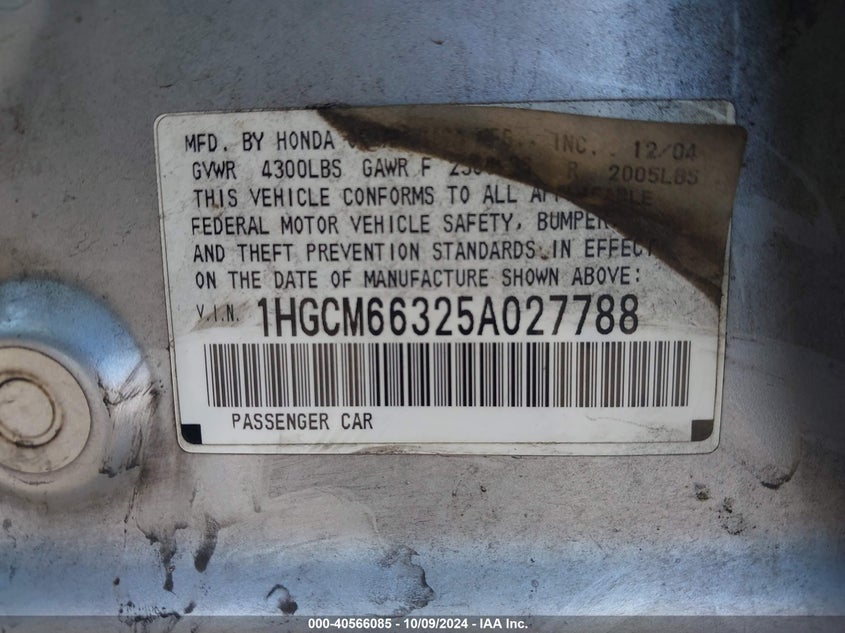 MFD. BY HONDA INC. 12/04
GVWR 4300LBS GAWR F R 2005LBS
THIS VEHICLE CONFORMS TO ALL APPLICABLE
FEDERAL MOTOR VEHICLE SAFETY, BUMPER
AND THEFT PREVENTION STANDARDS IN EFFECT
ON THE DATE OF MANUFACTURE SHOWN ABOVE:
V.I.N. 1HGCM66325A027788
PASSENGER CAR
000-40566085 - 10/09/2024 - IAA Inc.